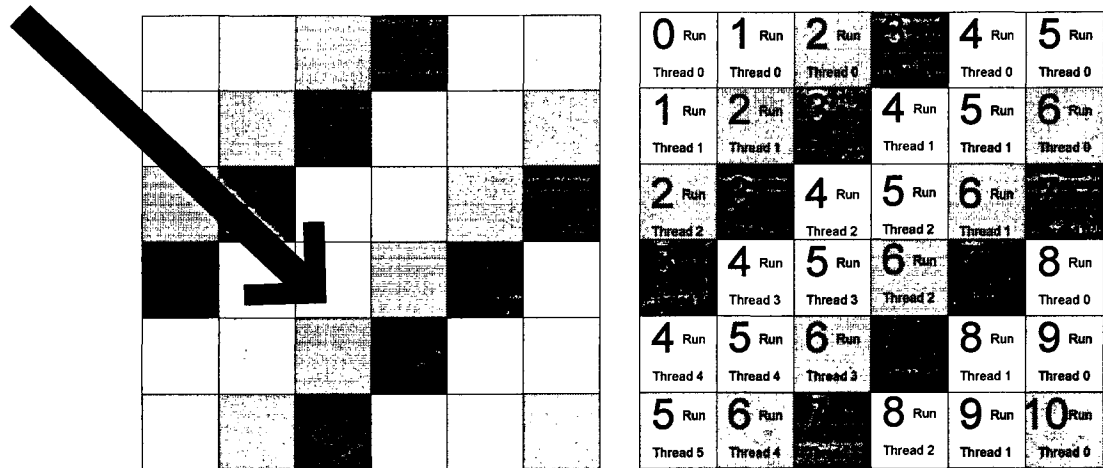 0 Run 1 Run 2 Run 3 4 Run 5 Run
Thread 0 Thread 0 Thread 0 Thread 0 Thread 0
1 Run 2 Run 3 4 Run 5 Run 6 Run
Thread 1 Thread 1 Thread 1 Thread 1 Thread 0
2 Run 4 Run 5 Run 6 Run
Thread 2 Thread 2 Thread 2 Thread 1
4 Run 5 Run 6 Run 8 Run
Thread 3 Thread 3 Thread 2 Thread 0
4 Run 5 Run 6 Run 8 Run 9 Run
Thread 4 Thread 4 Thread 3 Thread 1 Thread 0
5 Run 6 Run 8 Run 9 Run 10 Run
Thread 5 Thread 4 Thread 2 Thread 1 Thread 0